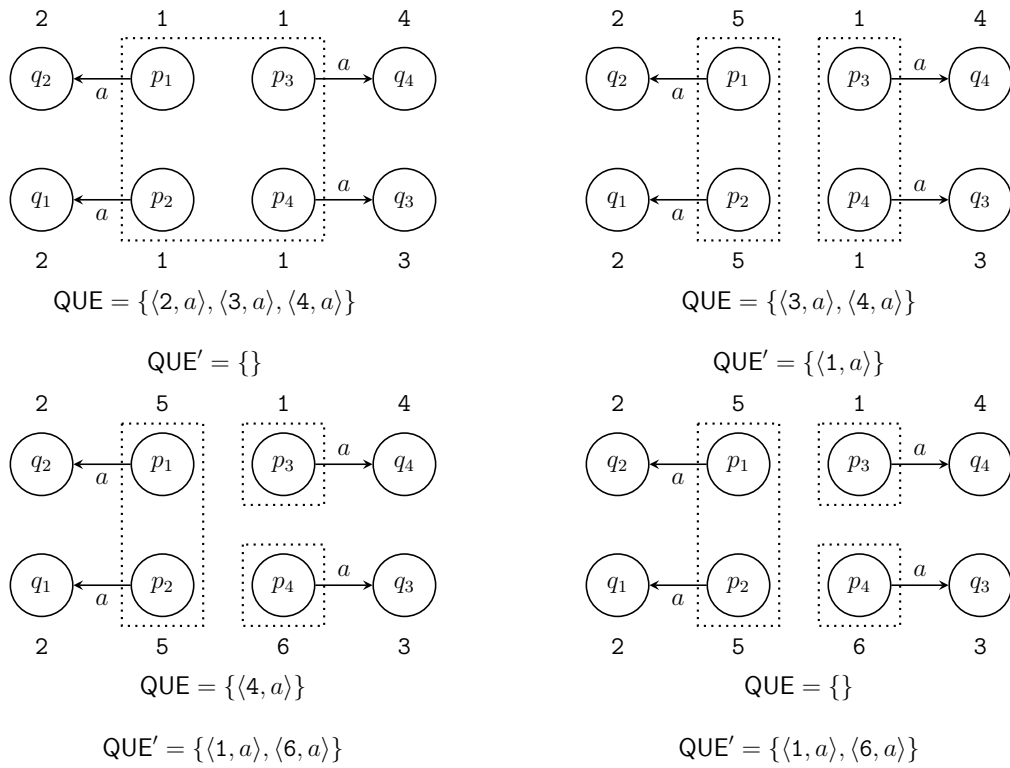 2 1 1 4
q₂ a p₁ p₃ a q₄
q₁ a p₂ p₄ a q₃
2 1 1 3
QUE = {⟨2, a⟩, ⟨3, a⟩, ⟨4, a⟩}
QUE′ = {}
2 5 1 4
q₂ a p₁ p₃ a q₄
q₁ a p₂ p₄ a q₃
2 5 1 3
QUE = {⟨3, a⟩, ⟨4, a⟩}
QUE′ = {⟨1, a⟩}
2 5 1 4
q₂ a p₁ p₃ a q₄
q₁ a p₂ p₄ a q₃
2 5 6 3
QUE = {⟨4, a⟩}
QUE′ = {⟨1, a⟩, ⟨6, a⟩}
2 5 1 4
q₂ a p₁ p₃ a q₄
q₁ a p₂ p₄ a q₃
2 5 6 3
QUE = {}
QUE′ = {⟨1, a⟩, ⟨6, a⟩}